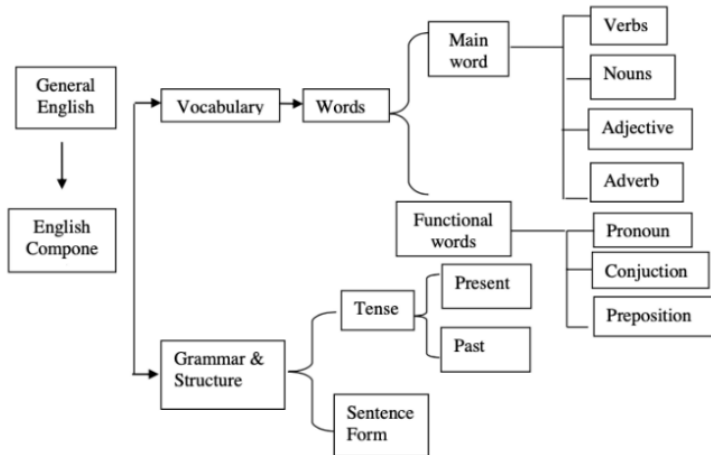 General
English
English
Compone
Vocabulary
Words
Main
word
Verbs
Nouns
Adjective
Adverb
Functional
words
Pronoun
Conjuction
Preposition
Grammar &
Structure
Tense
Present
Past
Sentence
Form